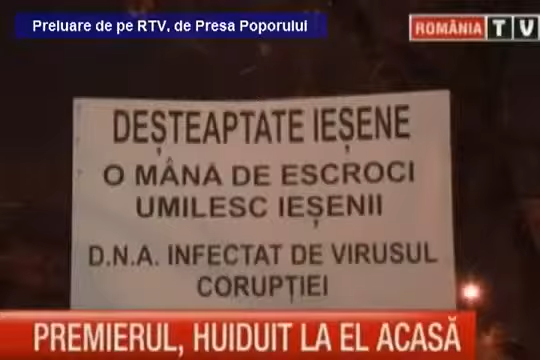 Preluare de pe RTV, de Presa Poporului
ROMÂNIA TV
DEȘTEAPTATE IEȘENE
O MÂNĂ DE ESCROCI
UMILESC IEȘENII
D.N.A. INFECTAT DE VIRUSUL
CORUPȚIEI
PREMIERUL, HUIDUIT LA EL ACASĂ